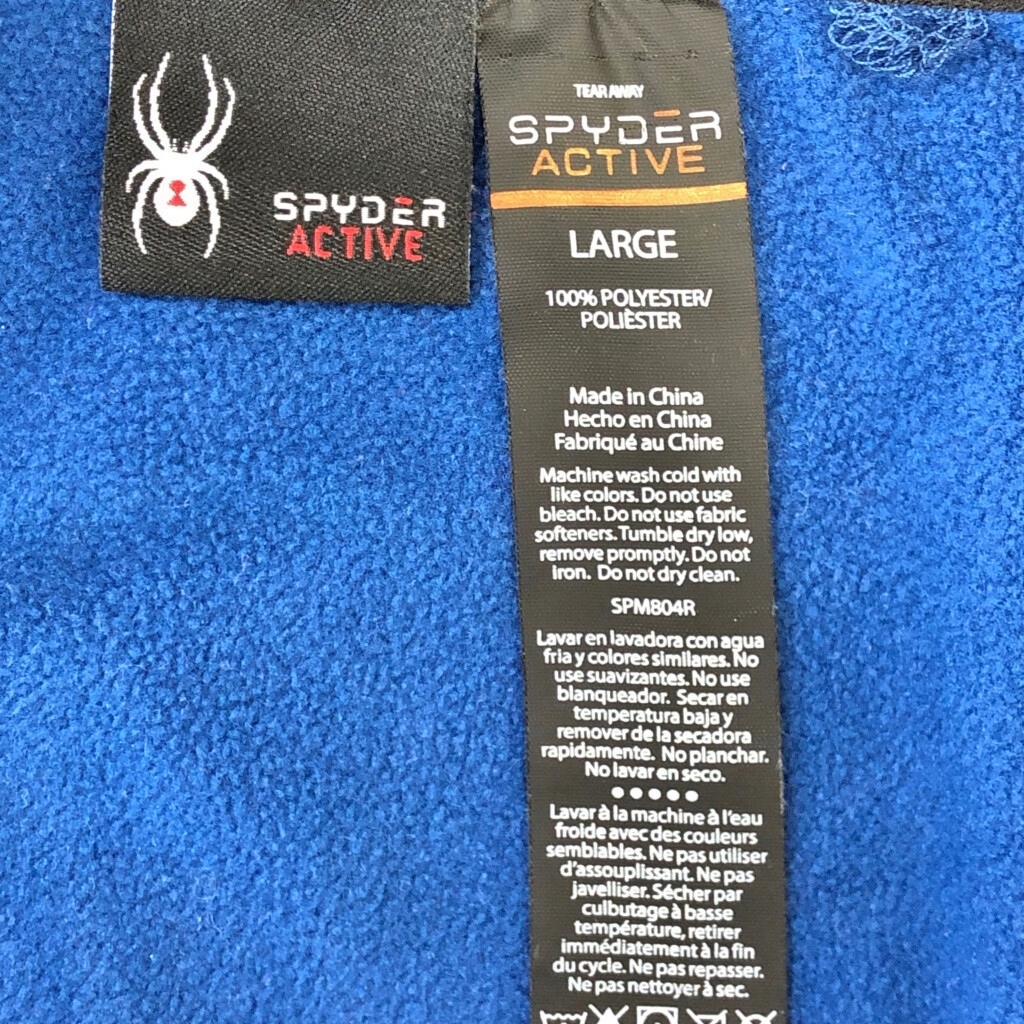 SPYDER
ACTIVE
TEAR AWAY
SPYDER
ACTIVE
LARGE
100% POLYESTER/
POLIÈSTER
Made in China
Hecho en China
Fabriqué au Chine
Machine wash cold with
like colors. Do not use
bleach. Do not use fabric
softeners. Tumble dry low,
remove promptly. Do not
iron. Do not dry clean.
SPM804R
Lavar en lavadora con agua
fria y colores similares. No
use suavizantes. No use
blanqueador. Secar en
temperatura baja y
remover de la secadora
rapidamente. No planchar.
No lavar en seco.
Lavar à la machine à l'eau
froide avec des couleurs
semblables. Ne pas utiliser
d'assouplissant. Ne pas
javelliser. Sécher par
culbutage à basse
température, retirer
immédiatement à la fin
du cycle. Ne pas repasser.
Ne pas nettoyer à sec.